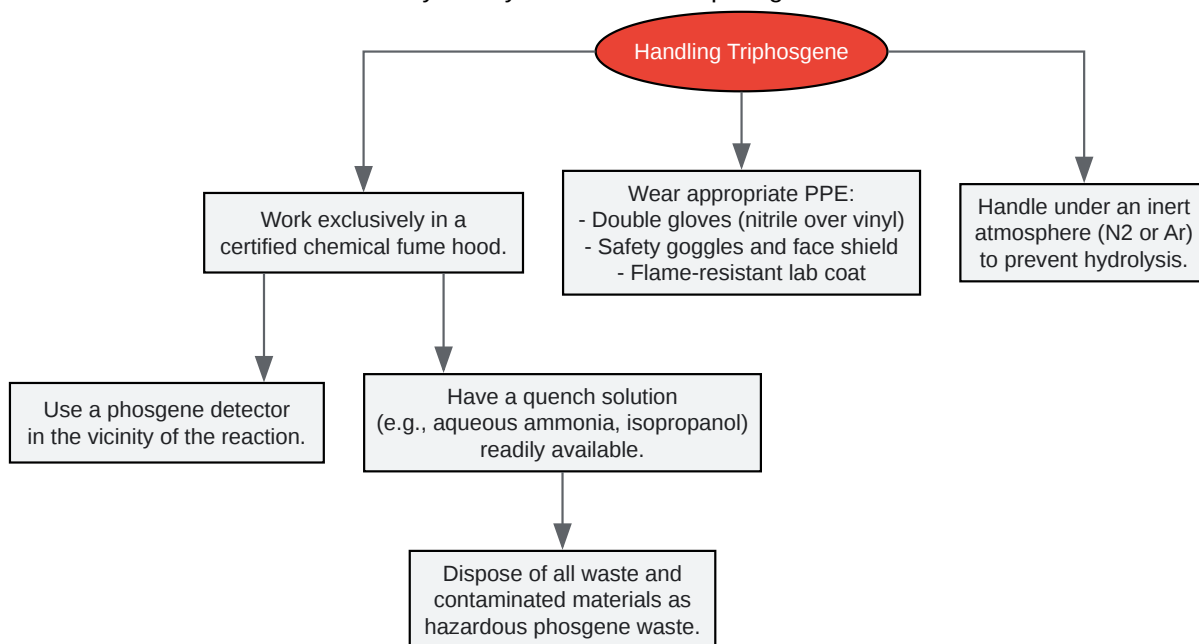 Handling Triphosgene
Work exclusively in a
certified chemical fume hood.
Wear appropriate PPE:
- Double gloves (nitrile over vinyl)
- Safety goggles and face shield
- Flame-resistant lab coat
Handle under an inert
atmosphere (N2 or Ar)
to prevent hydrolysis.
Use a phosgene detector
in the vicinity of the reaction.
Have a quench solution
(e.g., aqueous ammonia, isopropanol)
readily available.
Dispose of all waste and
contaminated materials as
hazardous phosgene waste.